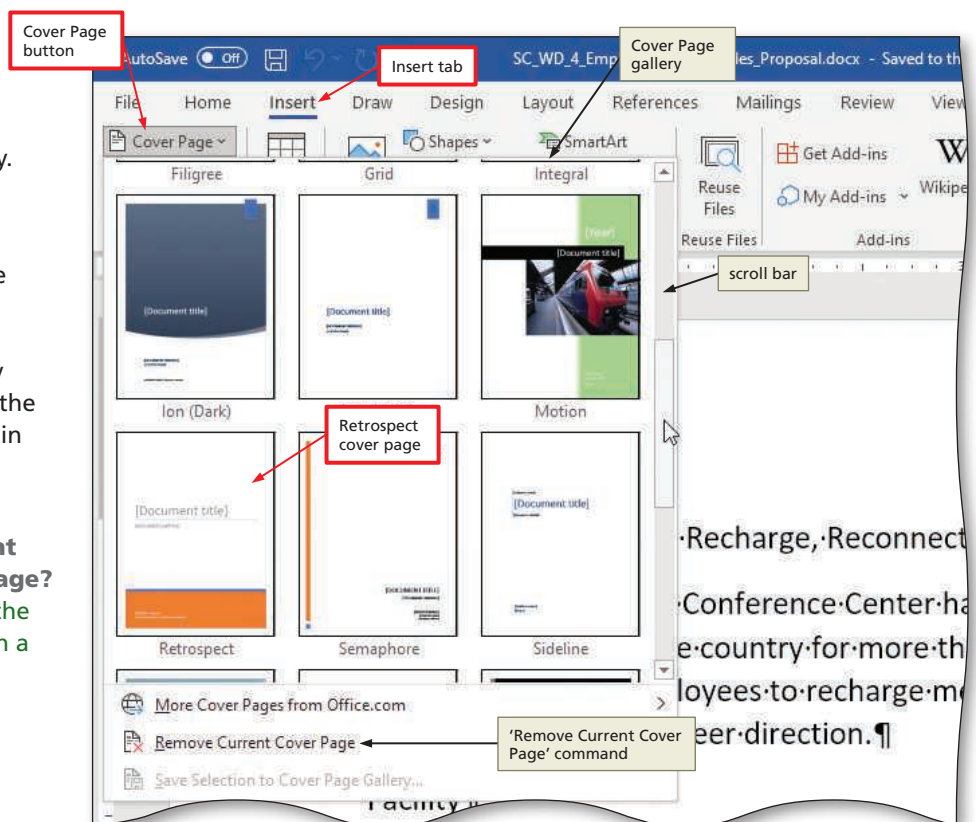 Cover Page
button
AutoSave Off
SC_WD_4_Emp
les_Proposal.docx - Saved to th
Insert tab
Cover Page
gallery
File Home Insert Draw Design Layout References Mailings Review View
Cover Page
Shapes
SmartArt
Reuse
Files
Get Add-ins
My Add-ins
Wikipe
Reuse Files
Add-ins
scroll bar
Filigree Grid Integral
[Document title]
[Document title]
[Year]
[Document title]
Ion (Dark)
Motion
Retrospect
cover page
[Document title]
[Document title]
Retrospect Semaphore Sideline
More Cover Pages from Office.com
Remove Current Cover Page
Save Selection to Cover Page Gallery...
'Remove Current Cover
Page' command
·Recharge,·Reconnect
·Conference·Center·ha
e·country·for·more·th
loyees·to·recharge·me
eer·direction.¶
Facility
y.
e
y
the
in
nt
age?
the
n a